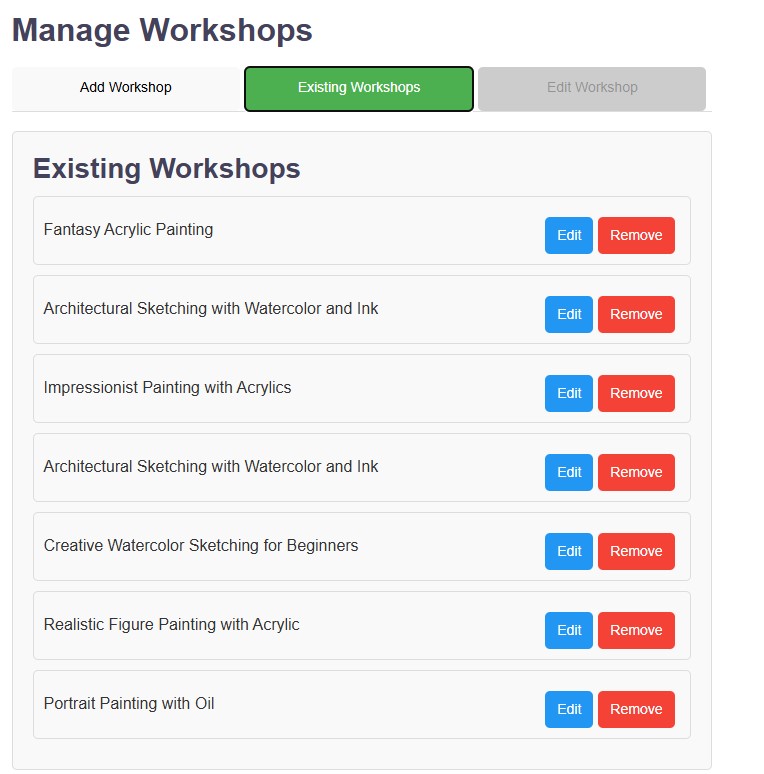 Manage Workshops
Add Workshop Existing Workshops Edit Workshop
Existing Workshops
Fantasy Acrylic Painting Edit Remove
Architectural Sketching with Watercolor and Ink Edit Remove
Impressionist Painting with Acrylics Edit Remove
Architectural Sketching with Watercolor and Ink Edit Remove
Creative Watercolor Sketching for Beginners Edit Remove
Realistic Figure Painting with Acrylic Edit Remove
Portrait Painting with Oil Edit Remove